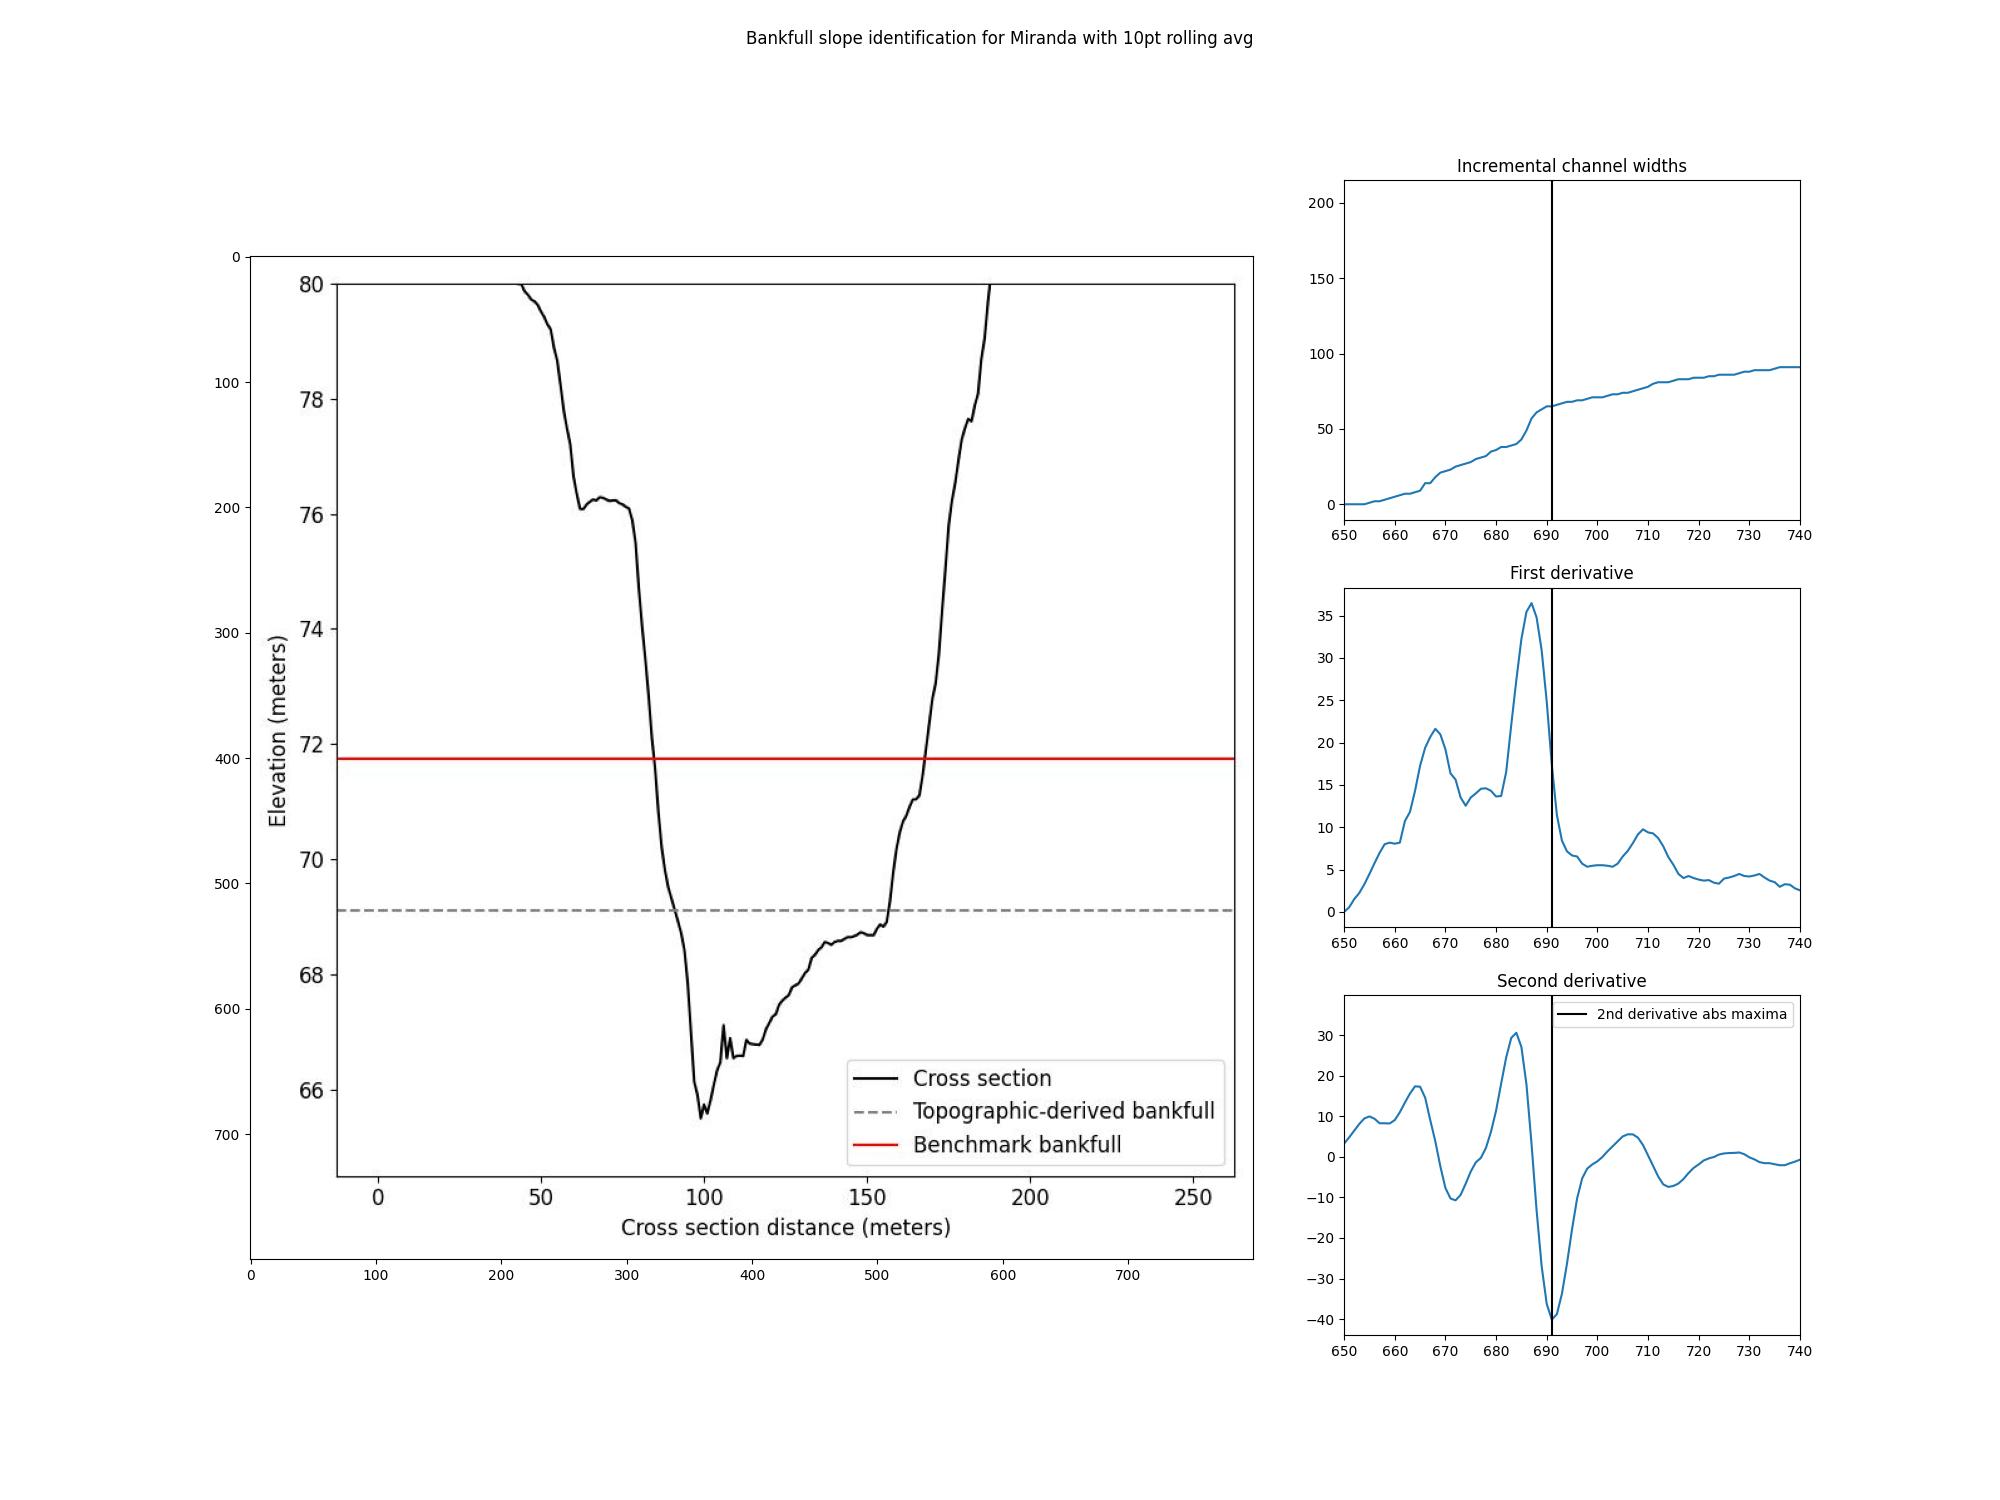 Bankfull slope identification for Miranda with 10pt rolling avg
0
100
200
300
400
500
600
700
80
78
76
74
72
70
68
66
Elevation (meters)
Cross section
Topographic-derived bankfull
Benchmark bankfull
0 50 100 150 200 250
Cross section distance (meters)
0 100 200 300 400 500 600 700
Incremental channel widths
200
150
100
50
0
650 660 670 680 690 700 710 720 730 740
First derivative
35
30
25
20
15
10
5
0
650 660 670 680 690 700 710 720 730 740
Second derivative
2nd derivative abs maxima
30
20
10
0
−10
−20
−30
−40
650 660 670 680 690 700 710 720 730 740